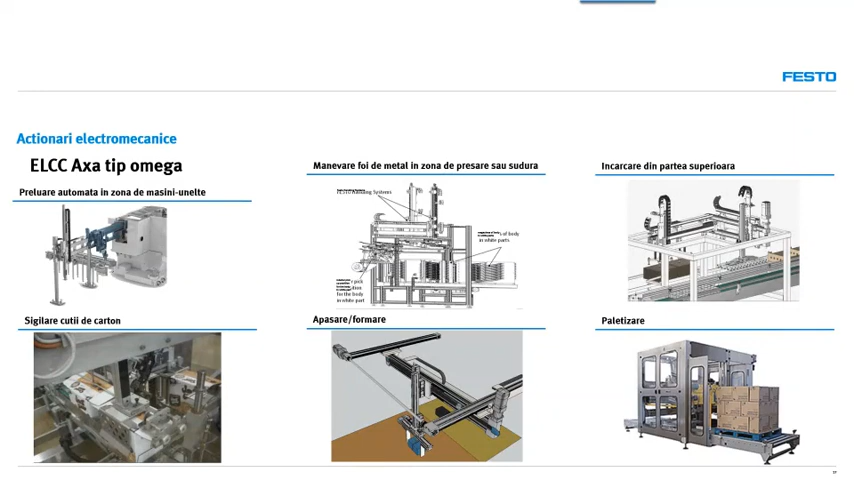 FESTO
Actionari electromecanice
ELCC Axa tip omega
Preluare automata in zona de masini-unelte
Manevare foi de metal in zona de presare sau sudura
Incarcare din partea superioara
Handling Systems
of body
in white parts
for the body
in white part
Sigilare cutii de carton
Apasare/formare
Paletizare